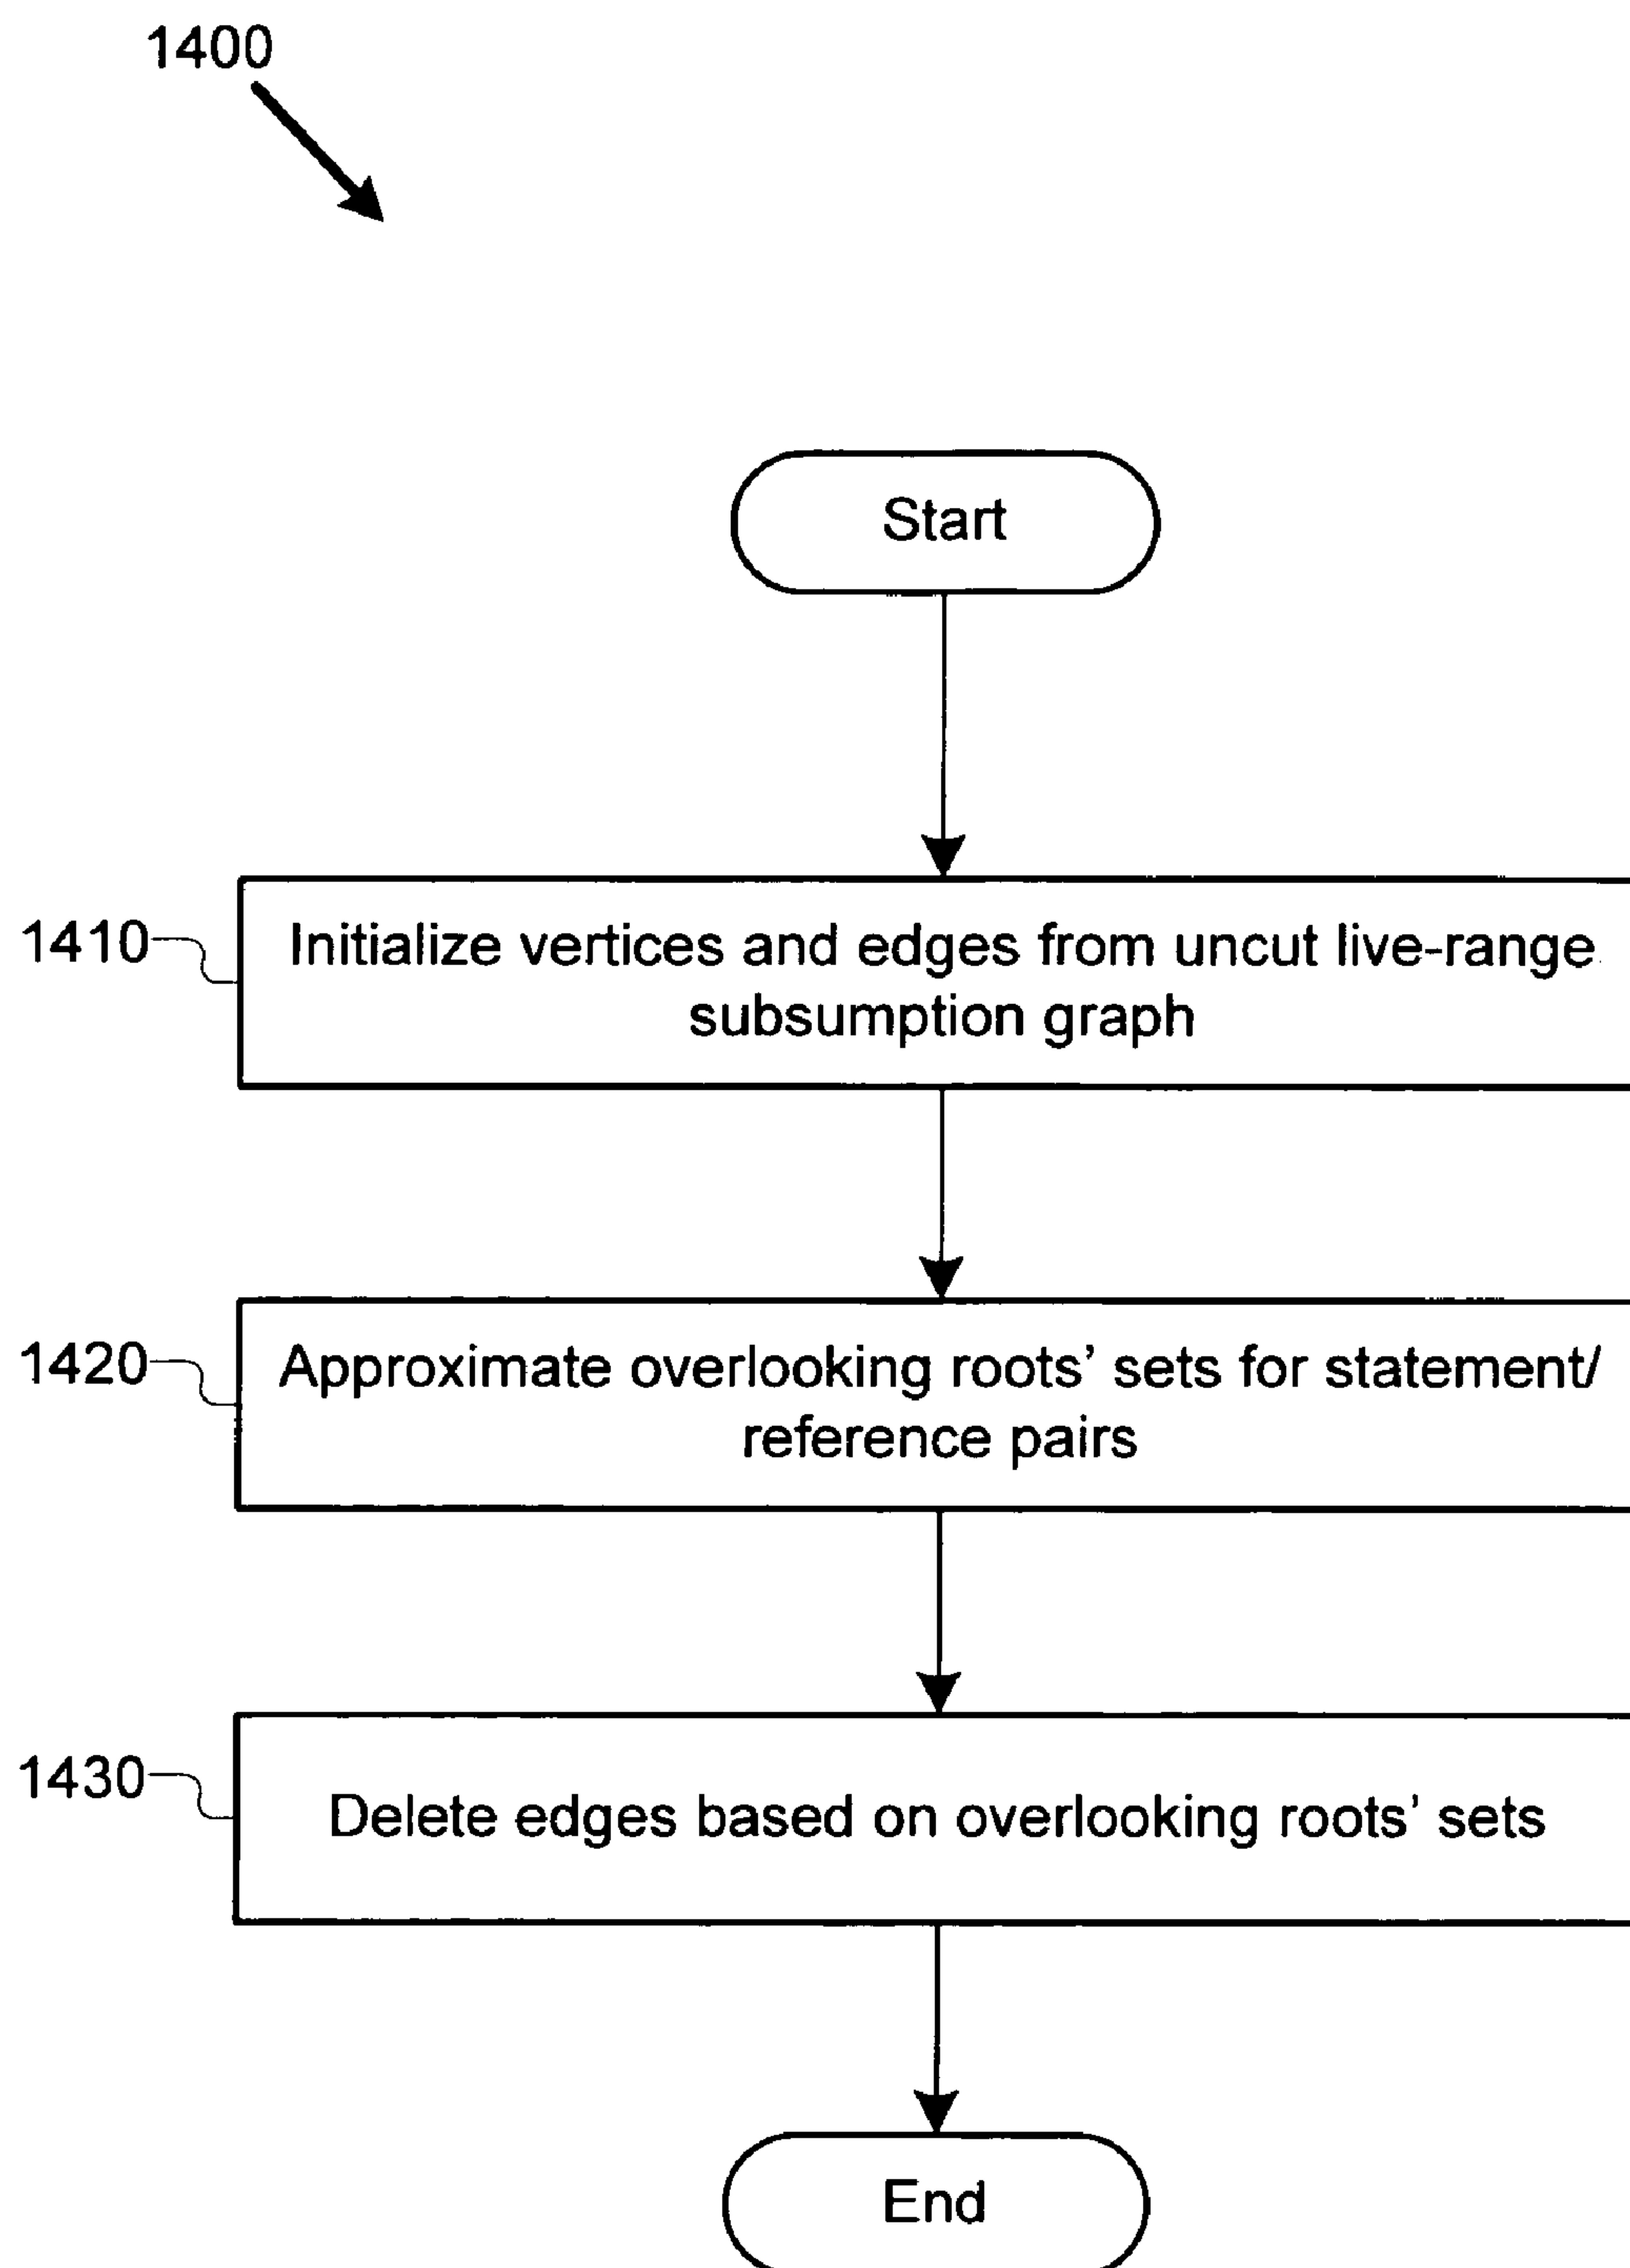 1400
Start
1410
Initialize vertices and edges from uncut live-range
subsumption graph
1420
Approximate overlooking roots’ sets for statement/
reference pairs
1430
Delete edges based on overlooking roots’ sets
End